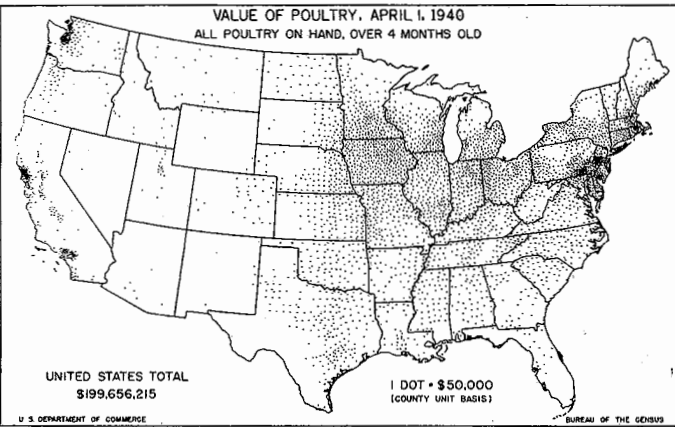 VALUE OF POULTRY, APRIL 1, 1940
ALL POULTRY ON HAND, OVER 4 MONTHS OLD
UNITED STATES TOTAL
$199,656,215
1 DOT • $50,000
(COUNTY UNIT BASIS)
U S. DEPARTMENT OF COMMERCE
BUREAU OF THE CENSUS